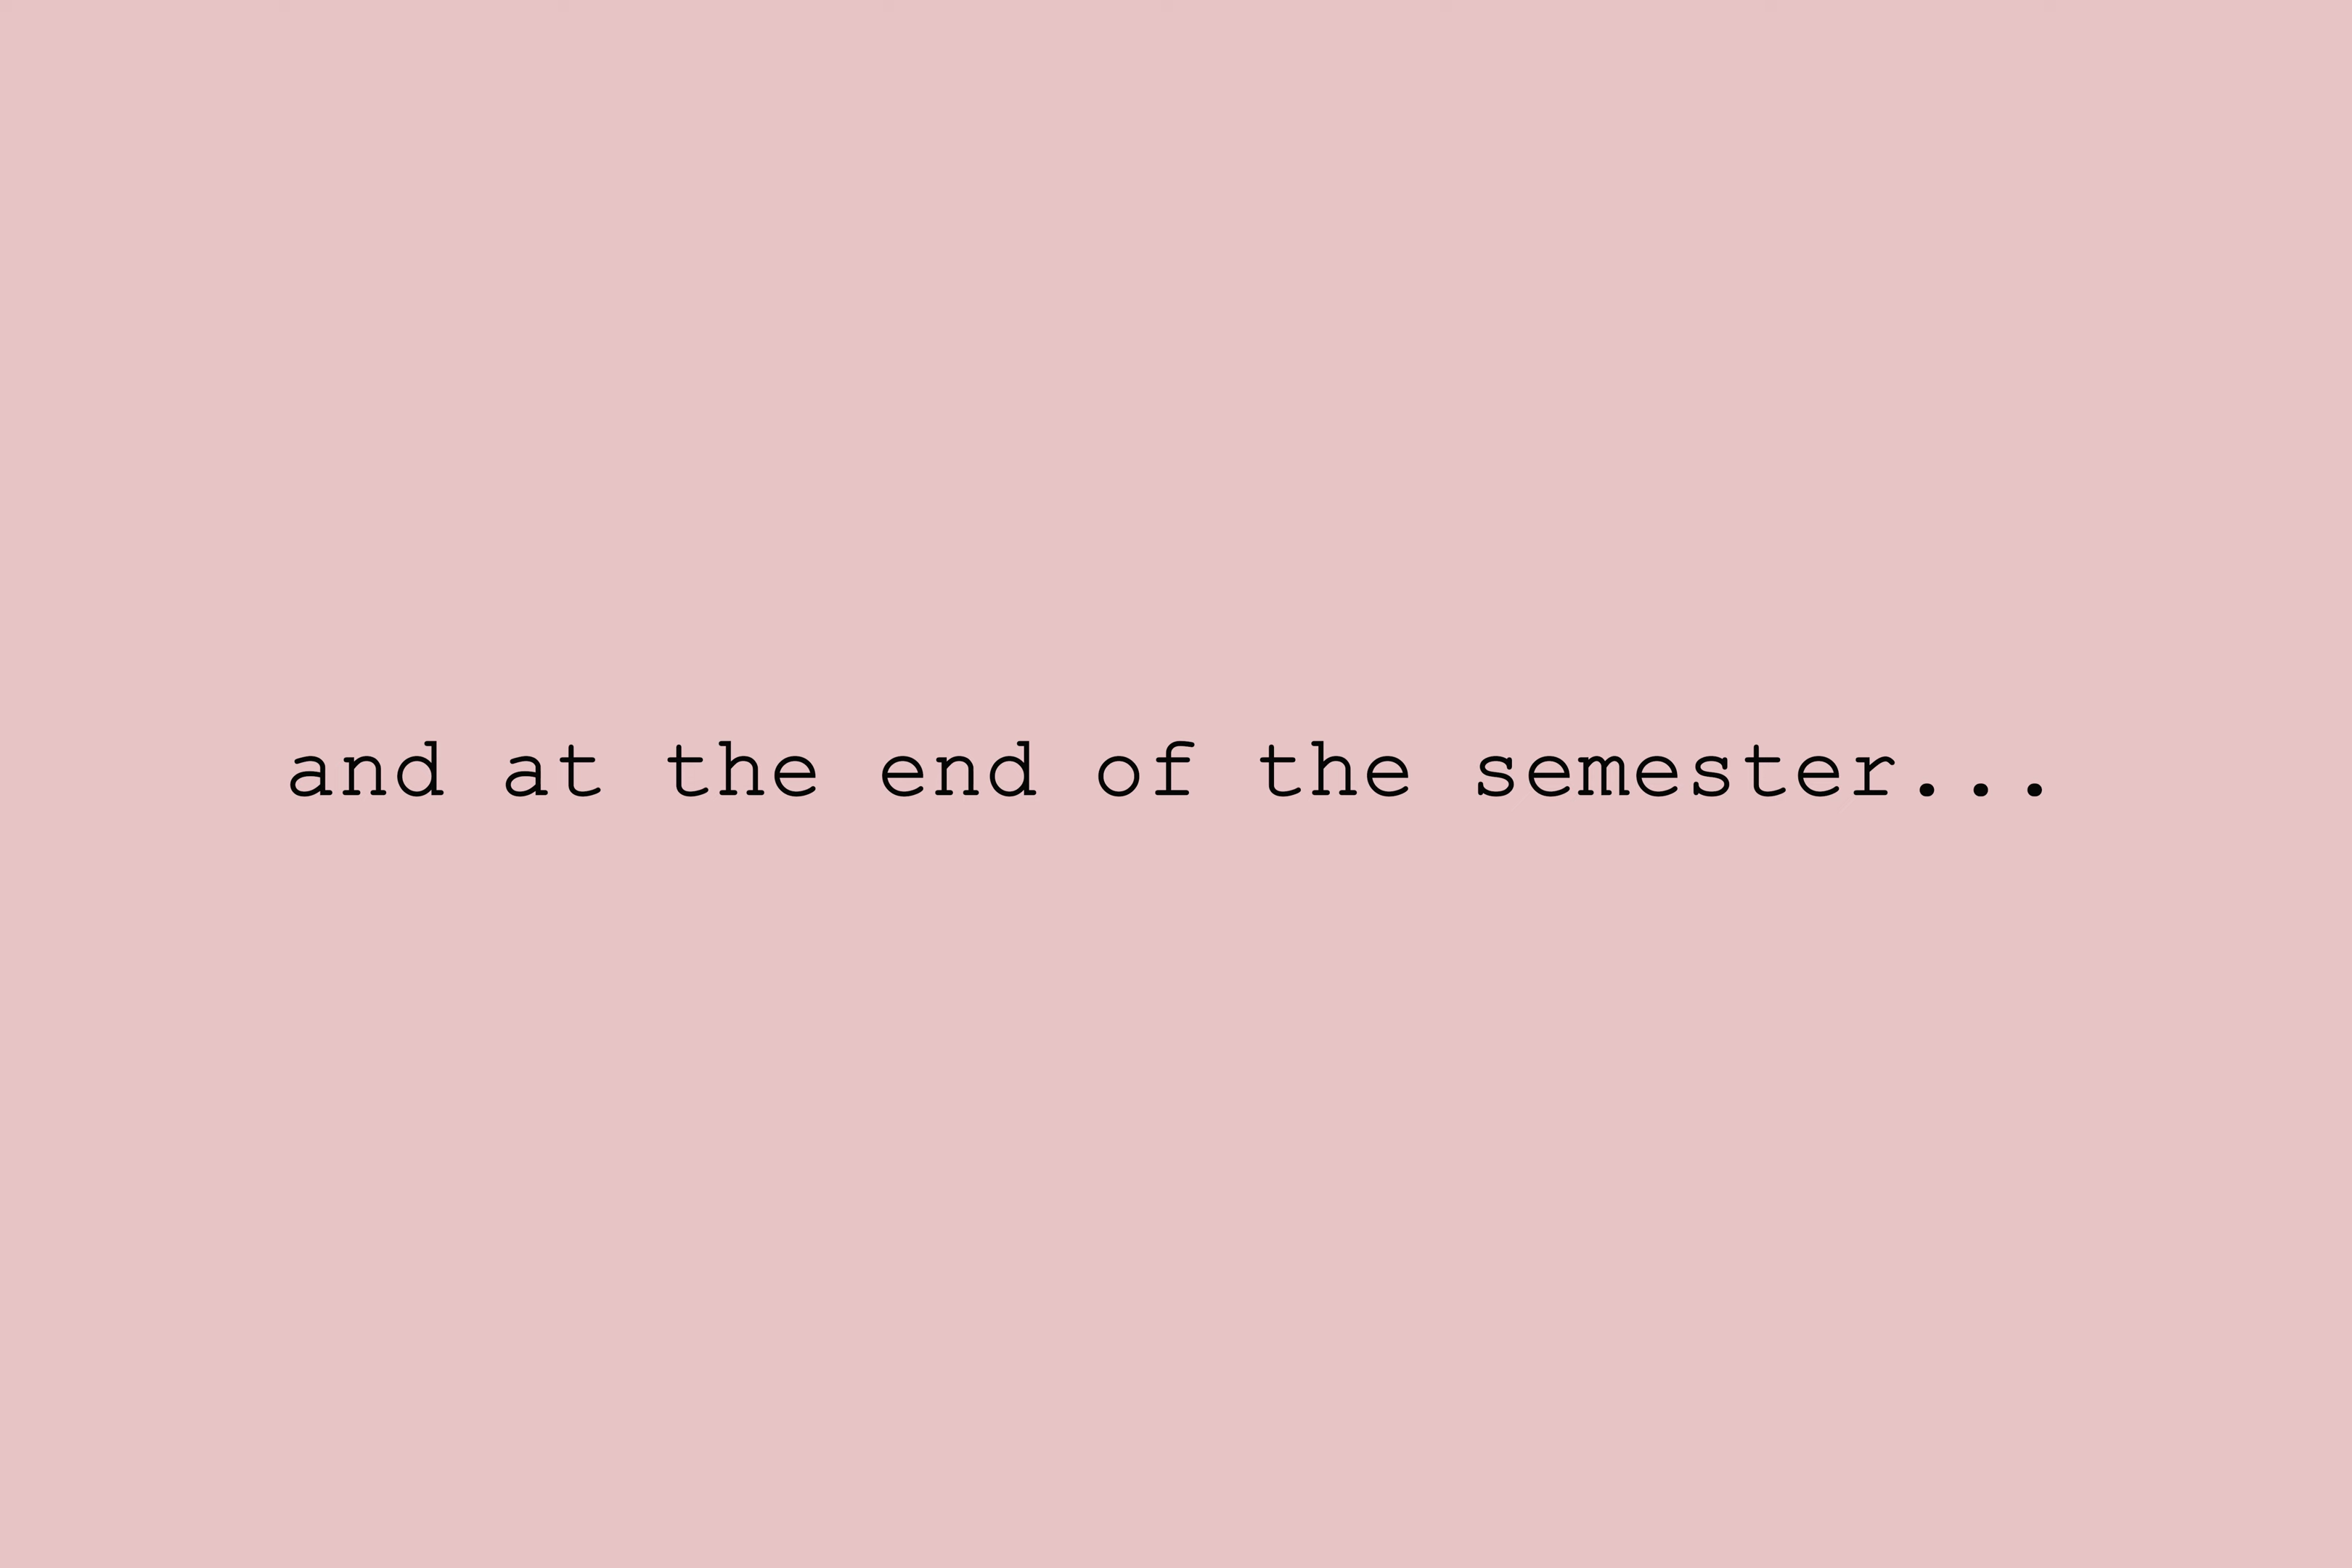 and at the end of the semester...